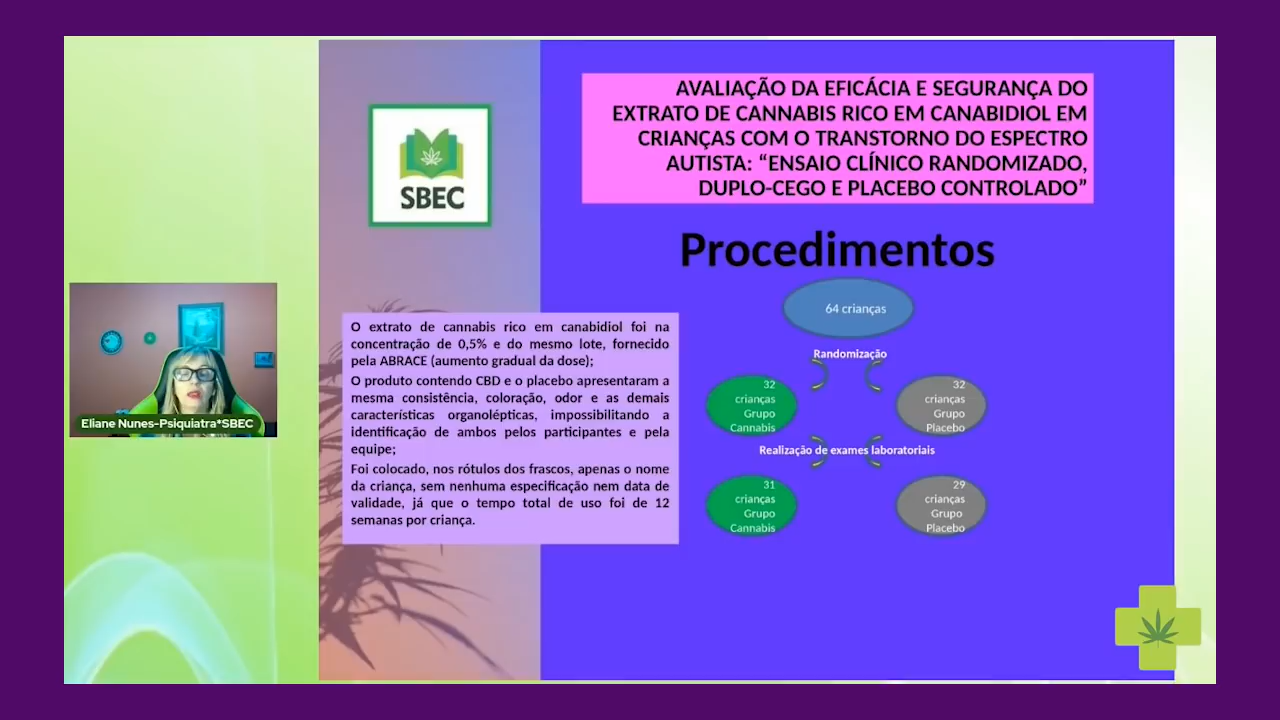 AVALIAÇÃO DA EFICÁCIA E SEGURANÇA DO
EXTRATO DE CANNABIS RICO EM CANABIDIOL EM
CRIANÇAS COM O TRANSTORNO DO ESPECTRO
AUTISTA: “ENSAIO CLÍNICO RANDOMIZADO,
DUPLO-CEGO E PLACEBO CONTROLADO”
SBEC
Procedimentos
O extrato de cannabis rico em canabidiol foi na
concentração de 0,5% e do mesmo lote, fornecido
pela ABRACE (aumento gradual da dose);
O produto contendo CBD e o placebo apresentaram a
mesma consistência, coloração, odor e as demais
características organolépticas, impossibilitando a
identificação de ambos pelos participantes e pela
equipe;
Foi colocado, nos rótulos dos frascos, apenas o nome
da criança, sem nenhuma especificação nem data de
validade, já que o tempo total de uso foi de 12
semanas por criança.
64 crianças
Randomização
32
crianças
Grupo
Cannabis
32
crianças
Grupo
Placebo
Realização de exames laboratoriais
31
crianças
Grupo
Cannabis
29
crianças
Grupo
Placebo
Eliane Nunes-Psiquiatra*SBEC